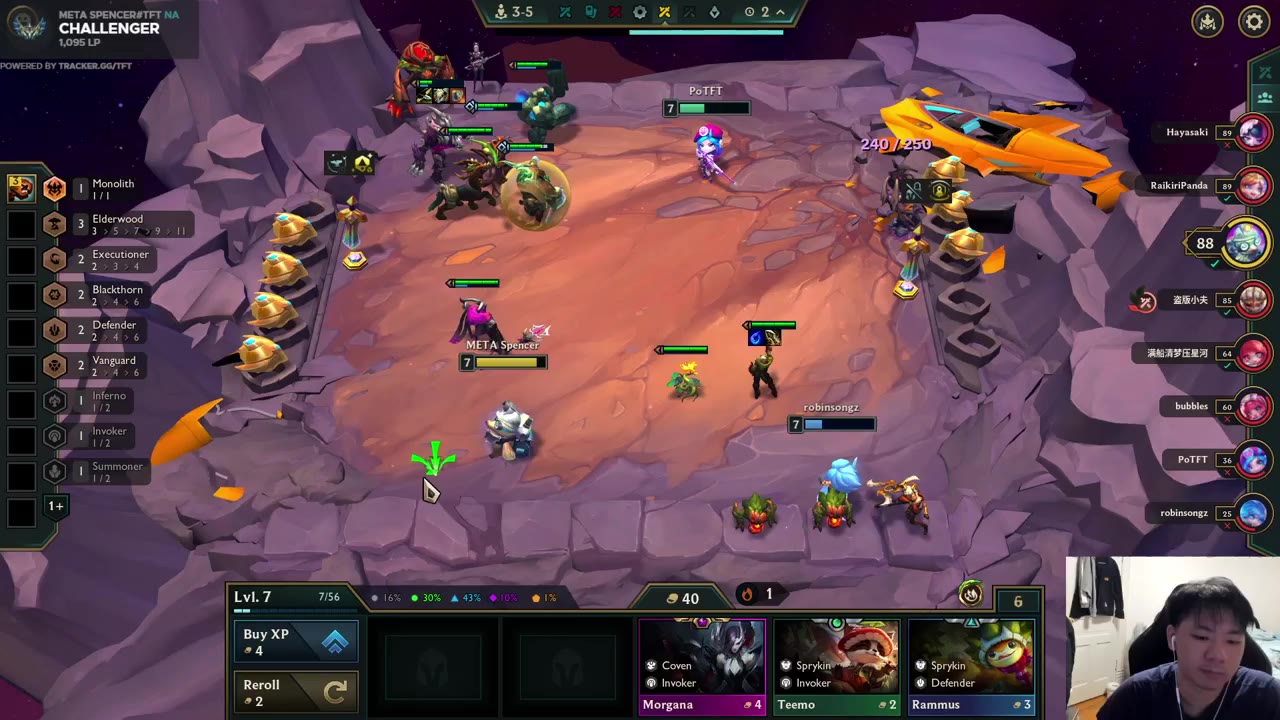 META SPENCER#TFT NA
CHALLENGER
1,095 LP
POWERED BY TRACKER.GG/TFT
3-5
2
PoTFT
7
240 / 250
Hayasaki 89
RaikiriPanda 89
88
盗版小夫 85
满船清梦压星河 64
bubbles 60
PoTFT 36
robinsongz 25
3
1 Monolith
1 / 1
3 Elderwood
3 > 5 > 7 > 9 > 11
2 Executioner
2 > 3 > 4
2 Blackthorn
2 > 4 > 6
2 Defender
2 > 4 > 6
2 Vanguard
2 > 4 > 6
1 Inferno
1 / 2
1 Invoker
1 / 2
1 Summoner
1 / 2
1+
META Spencer
7
robinsongz
7
Lvl. 7 7/56
16% 30% 43% 10% 1%
40
1
6
Buy XP
4
Reroll
2
Coven
Invoker
Morgana 4
Sprykin
Invoker
Teemo 2
Sprykin
Defender
Rammus 3